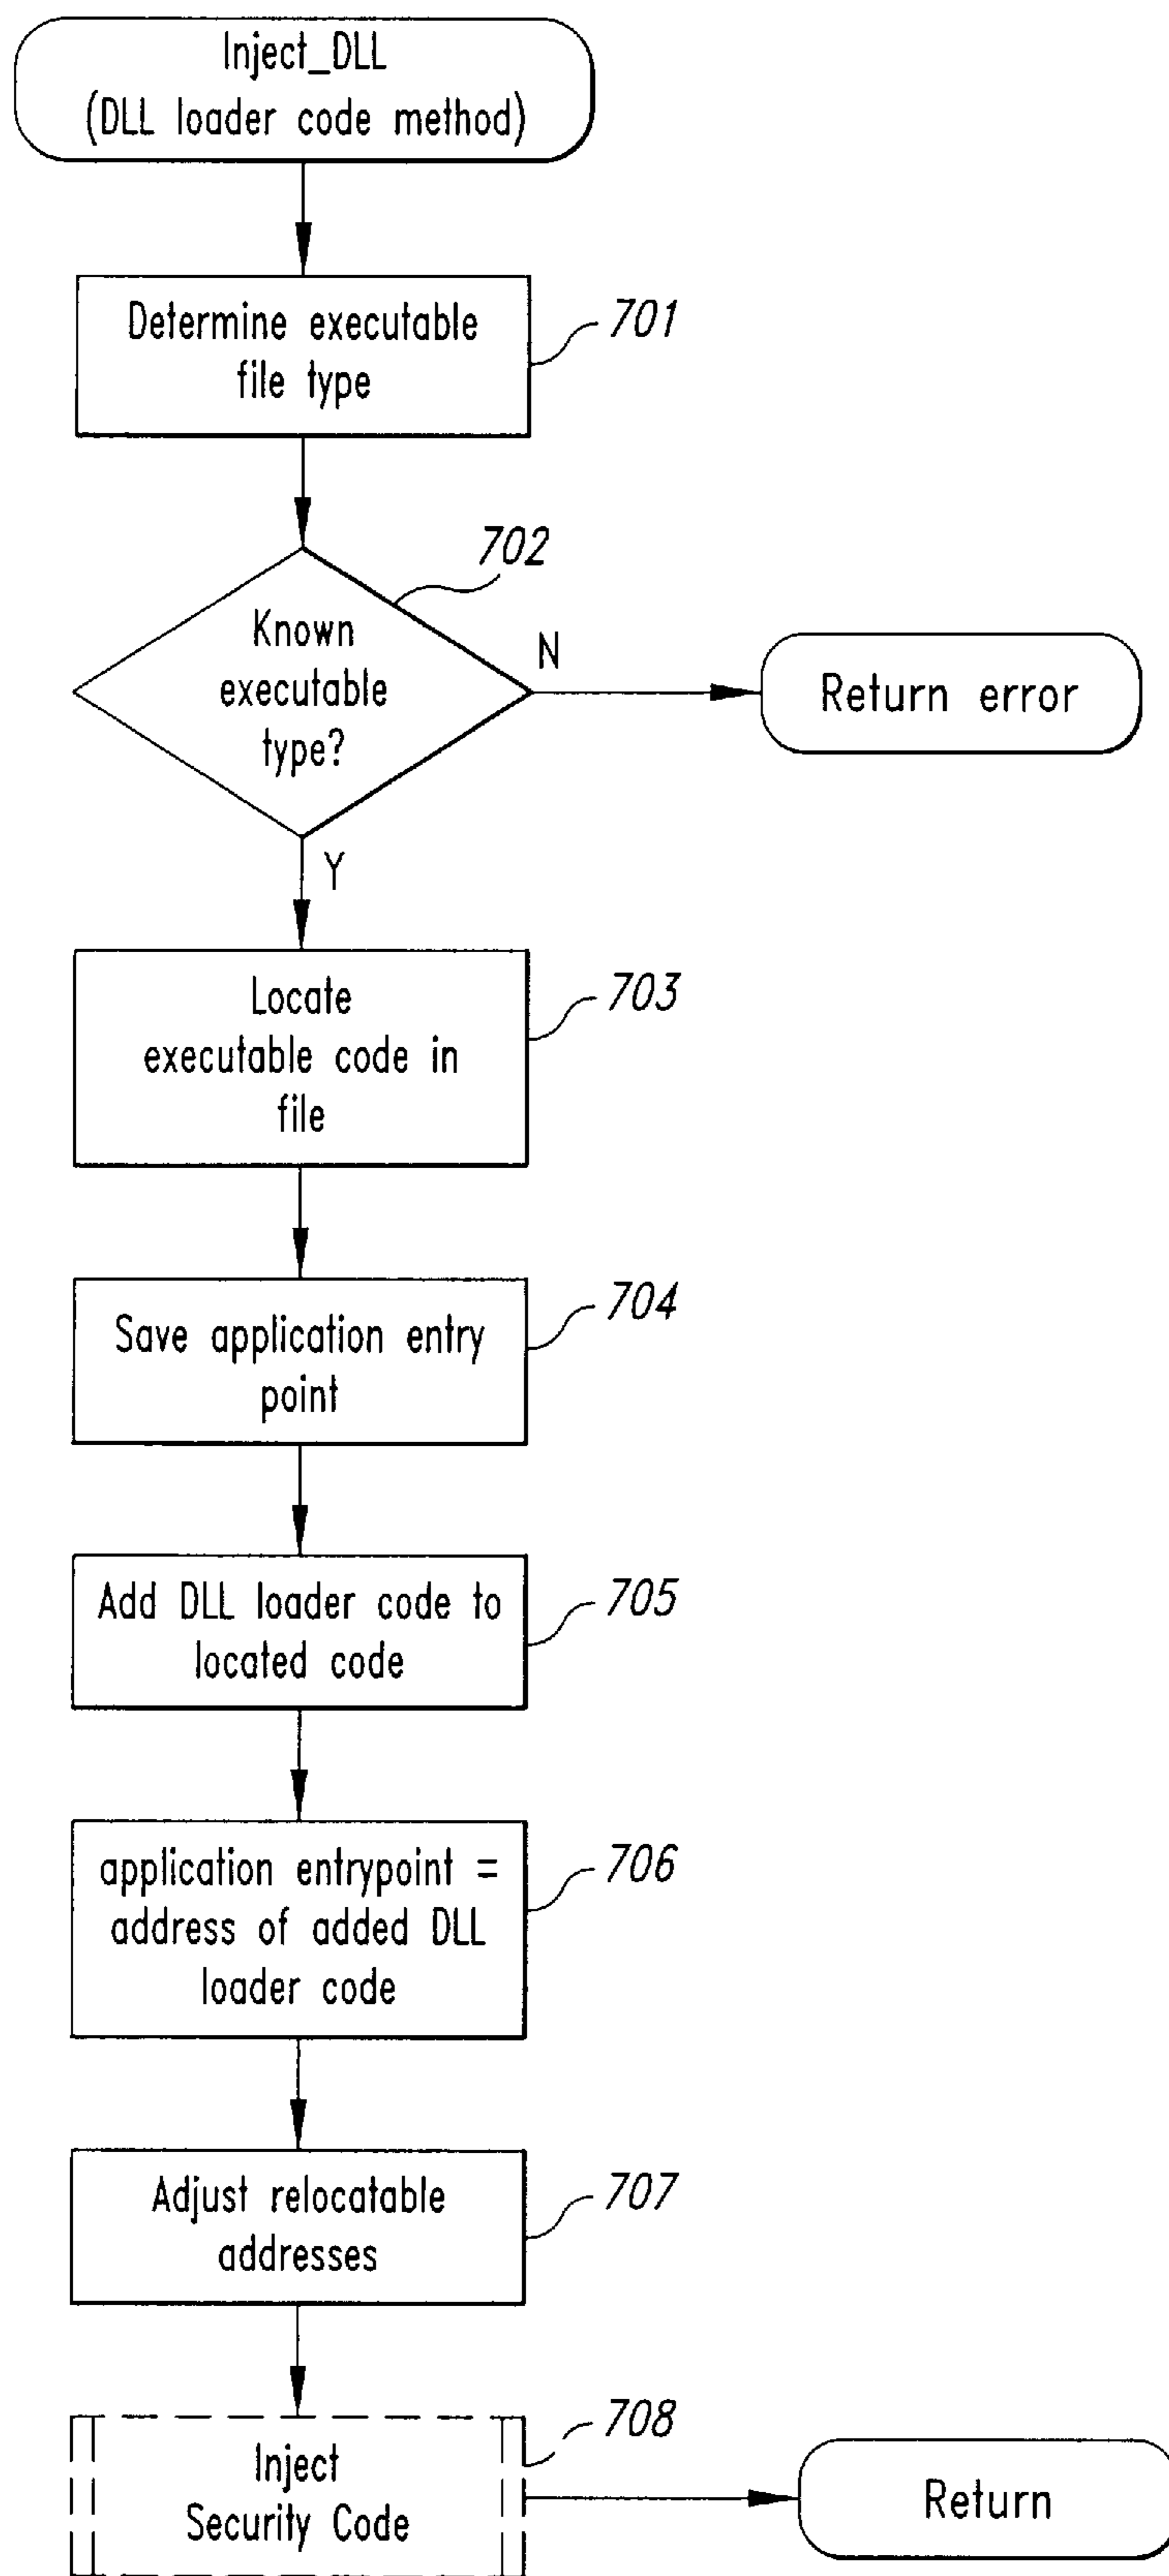 Inject_DLL
(DLL loader code method)
Determine executable
file type
701
702
Known
executable
type?
N
Return error
Y
Locate
executable code in
file
703
Save application entry
point
704
Add DLL loader code to
located code
705
application entrypoint =
address of added DLL
loader code
706
Adjust relocatable
addresses
707
Inject
Security Code
708
Return